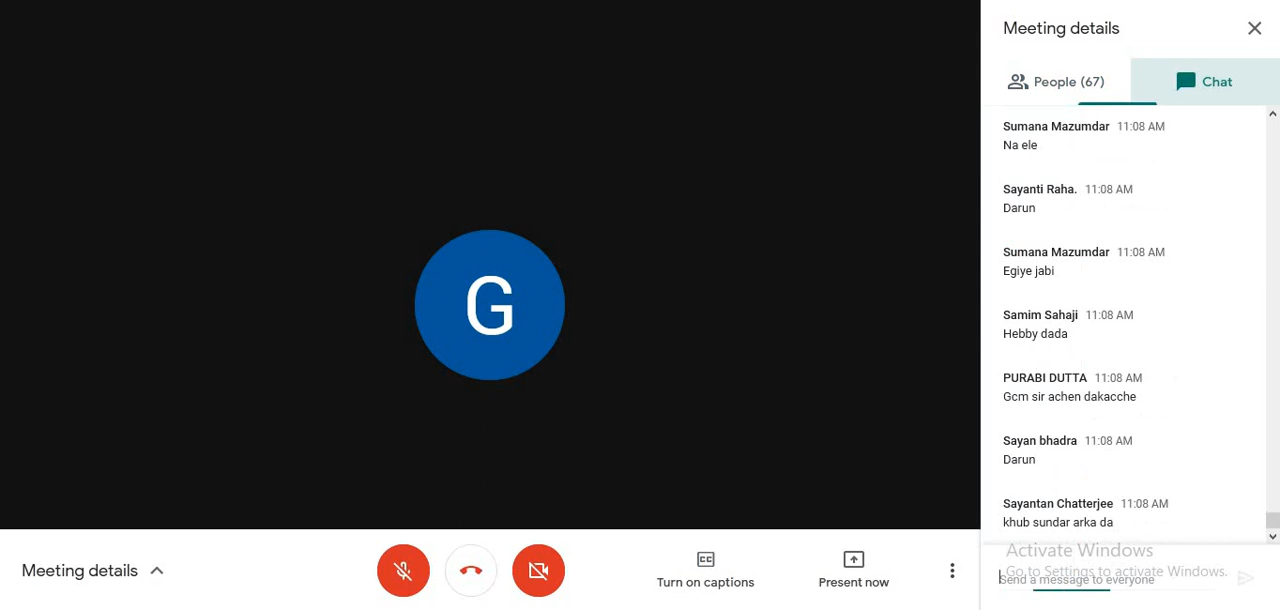 Meeting details
People (67)
Chat
Sumana Mazumdar 11:08 AM
Na ele
Sayanti Raha. 11:08 AM
Darun
Sumana Mazumdar 11:08 AM
Egiye jabi
Samim Sahaji 11:08 AM
Hebby dada
PURABI DUTTA 11:08 AM
Gcm sir achen dakacche
Sayan bhadra 11:08 AM
Darun
Sayantan Chatterjee 11:08 AM
khub sundar arka da
Activate Windows
Go to Settings to activate Windows.
Send a message to everyone
G
Meeting details
CC
Turn on captions
Present now